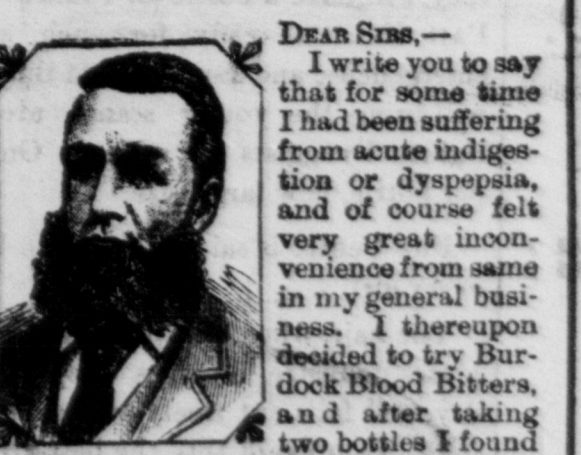 DEAR SIRS,—
I write you to say
that for some time
I had been suffering
from acute indiges-
tion or dyspepsia,
and of course felt
very great incon-
venience from same
in my general busi-
ness. I thereupon
decided to try Bur-
dock Blood Bitters,
and after taking
two bottles I found